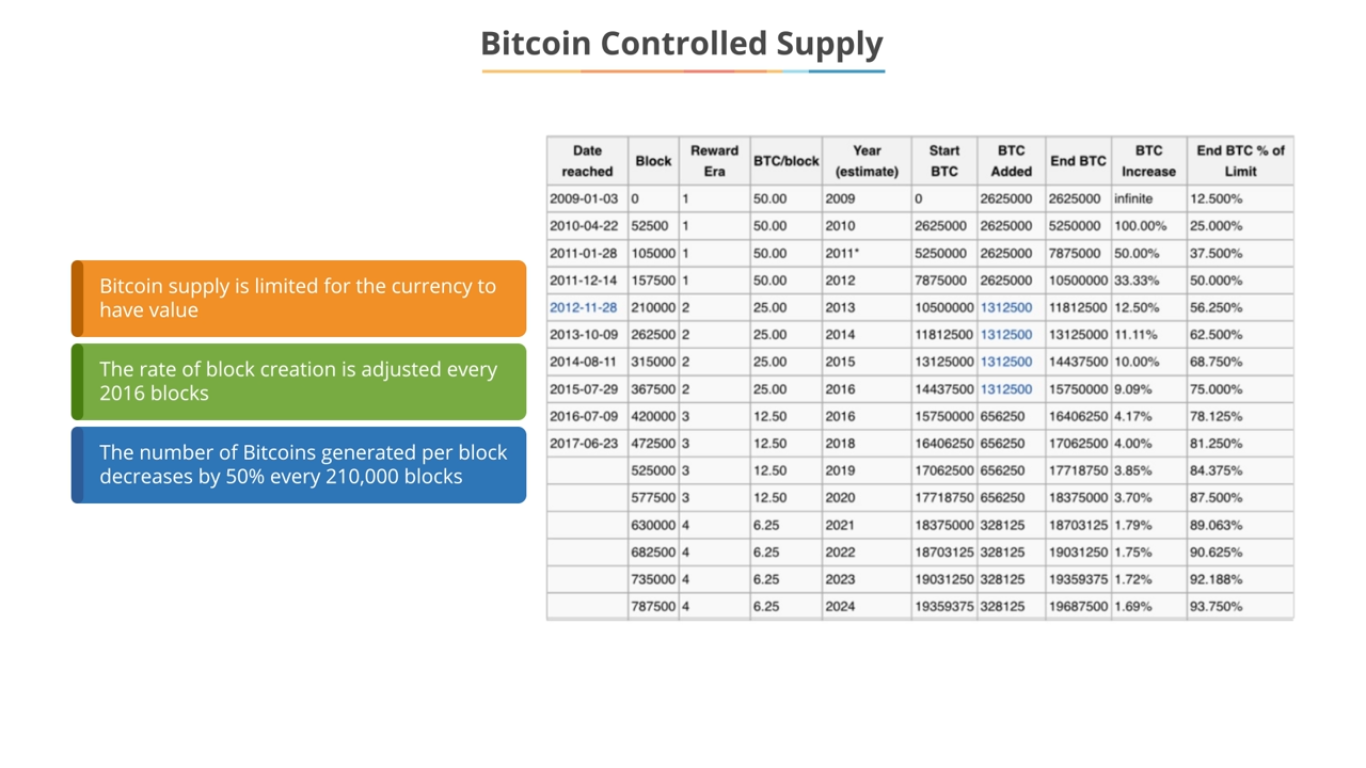 Bitcoin Controlled Supply
Bitcoin supply is limited for the currency to
have value
The rate of block creation is adjusted every
2016 blocks
The number of Bitcoins generated per block
decreases by 50% every 210,000 blocks
Date reached Block Reward Era BTC/block Year (estimate) Start BTC BTC Added End BTC BTC Increase End BTC % of Limit
2009-01-03 0 1 50.00 2009 0 2625000 2625000 infinite 12.500%
2010-04-22 52500 1 50.00 2010 2625000 2625000 5250000 100.00% 25.000%
2011-01-28 105000 1 50.00 2011* 5250000 2625000 7875000 50.00% 37.500%
2011-12-14 157500 1 50.00 2012 7875000 2625000 10500000 33.33% 50.000%
2012-11-28 210000 2 25.00 2013 10500000 1312500 11812500 12.50% 56.250%
2013-10-09 262500 2 25.00 2014 11812500 1312500 13125000 11.11% 62.500%
2014-08-11 315000 2 25.00 2015 13125000 1312500 14437500 10.00% 68.750%
2015-07-29 367500 2 25.00 2016 14437500 1312500 15750000 9.09% 75.000%
2016-07-09 420000 3 12.50 2016 15750000 656250 16406250 4.17% 78.125%
2017-06-23 472500 3 12.50 2018 16406250 656250 17062500 4.00% 81.250%
525000 3 12.50 2019 17062500 656250 17718750 3.85% 84.375%
577500 3 12.50 2020 17718750 656250 18375000 3.70% 87.500%
630000 4 6.25 2021 18375000 328125 18703125 1.79% 89.063%
682500 4 6.25 2022 18703125 328125 19031250 1.75% 90.625%
735000 4 6.25 2023 19031250 328125 19359375 1.72% 92.188%
787500 4 6.25 2024 19359375 328125 19687500 1.69% 93.750%